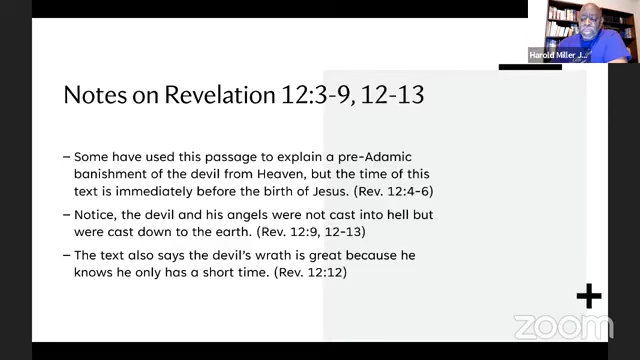 Harold Miller J...
Notes on Revelation 12:3-9, 12-13
– Some have used this passage to explain a pre-Adamic
banishment of the devil from Heaven, but the time of this
text is immediately before the birth of Jesus. (Rev. 12:4-6)
– Notice, the devil and his angels were not cast into hell but
were cast down to the earth. (Rev. 12:9, 12-13)
– The text also says the devil's wrath is great because he
knows he only has a short time. (Rev. 12:12)
zoom